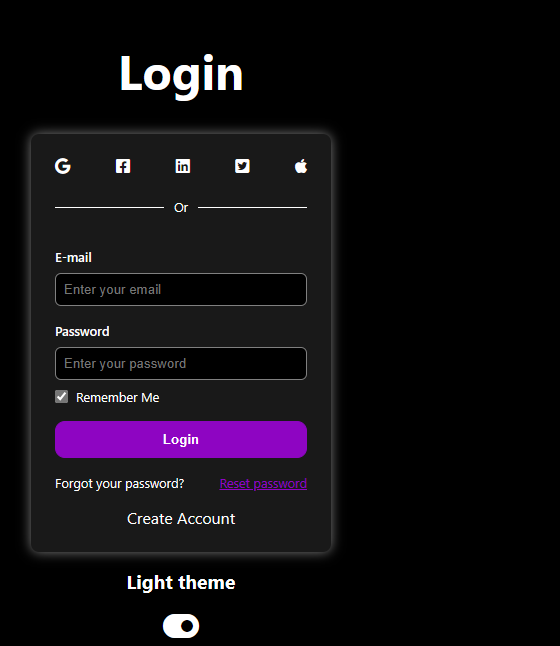 Login
Or
E-mail
Enter your email
Password
Enter your password
Remember Me
Login
Forgot your password? Reset password
Create Account
Light theme